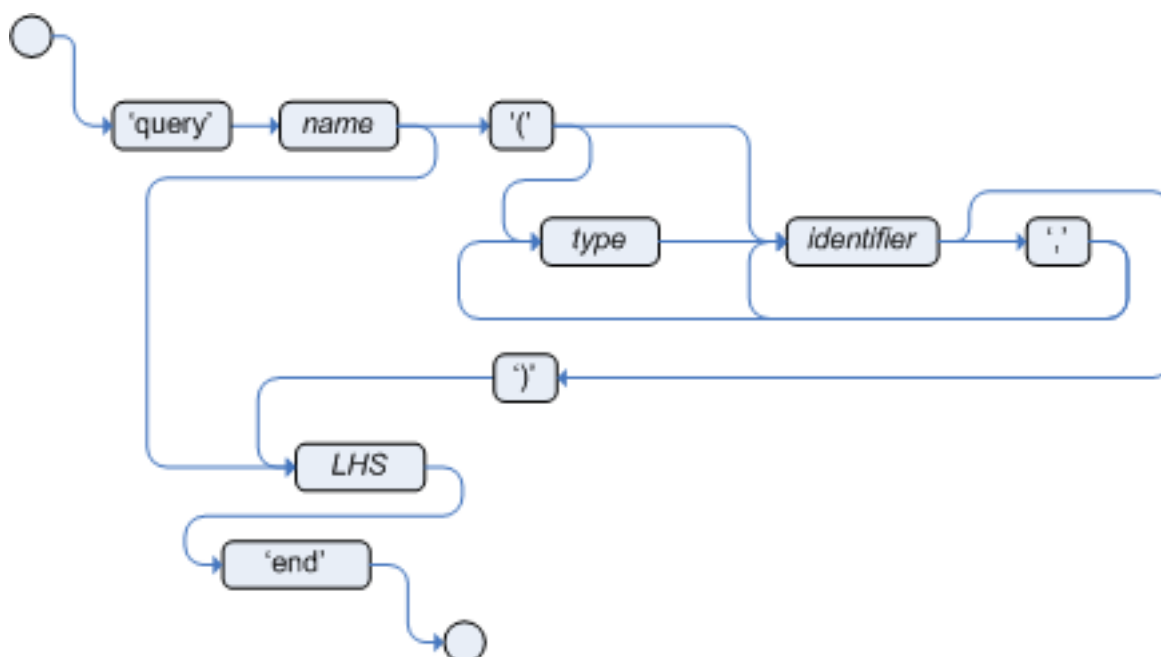 ‘query’ name ‘(’
type identifier ‘,’
‘)’
LHS
‘end’